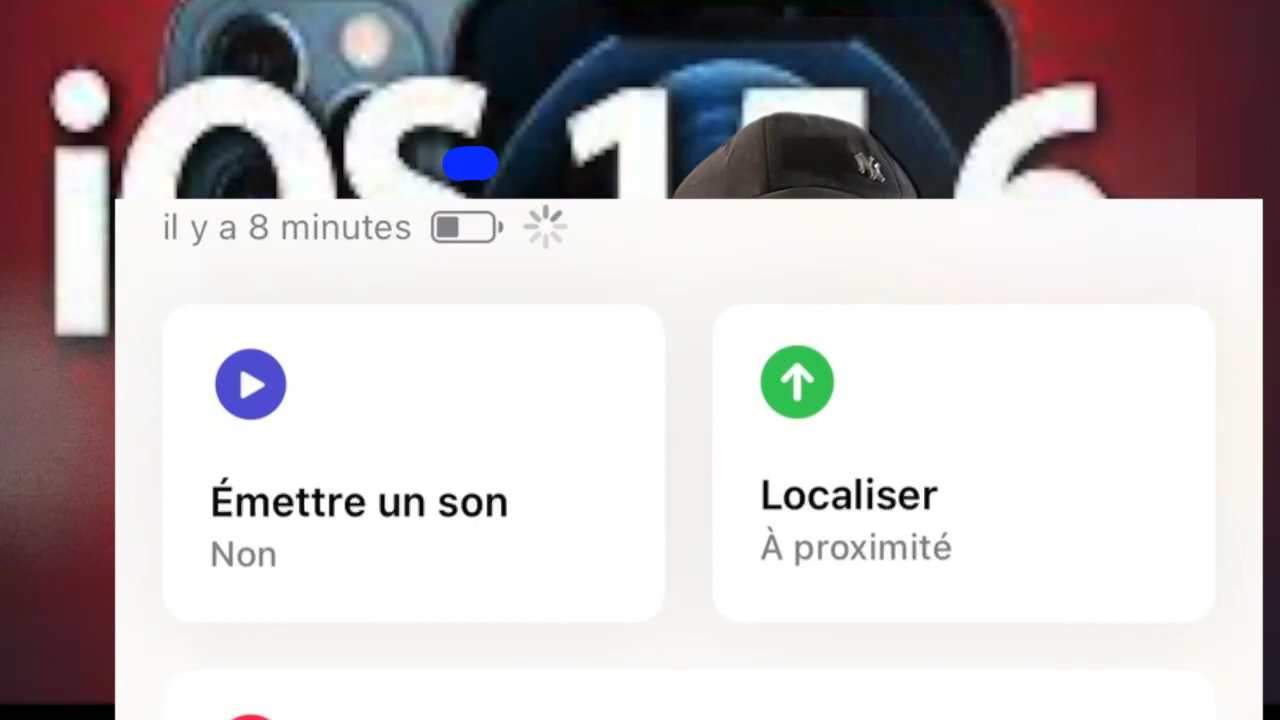 iOS 15.6
il y a 8 minutes
Émettre un son
Localiser
Non
À proximité